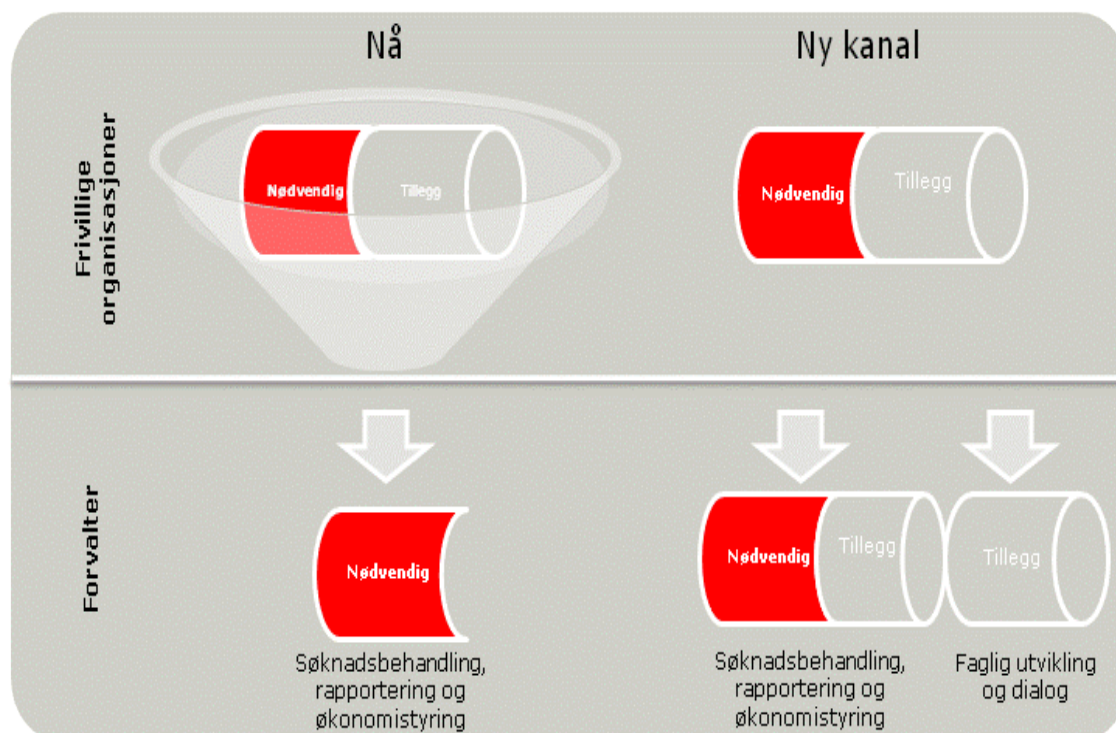 Nå
Ny kanal
Frivillige
organisasjoner
Nødvendig
Tillegg
Nødvendig
Tillegg
Forvalter
Nødvendig
Søknadsbehandling,
rapportering og
økonomistyring
Nødvendig
Tillegg
Søknadsbehandling,
rapportering og
økonomistyring
Tillegg
Faglig utvikling
og dialog